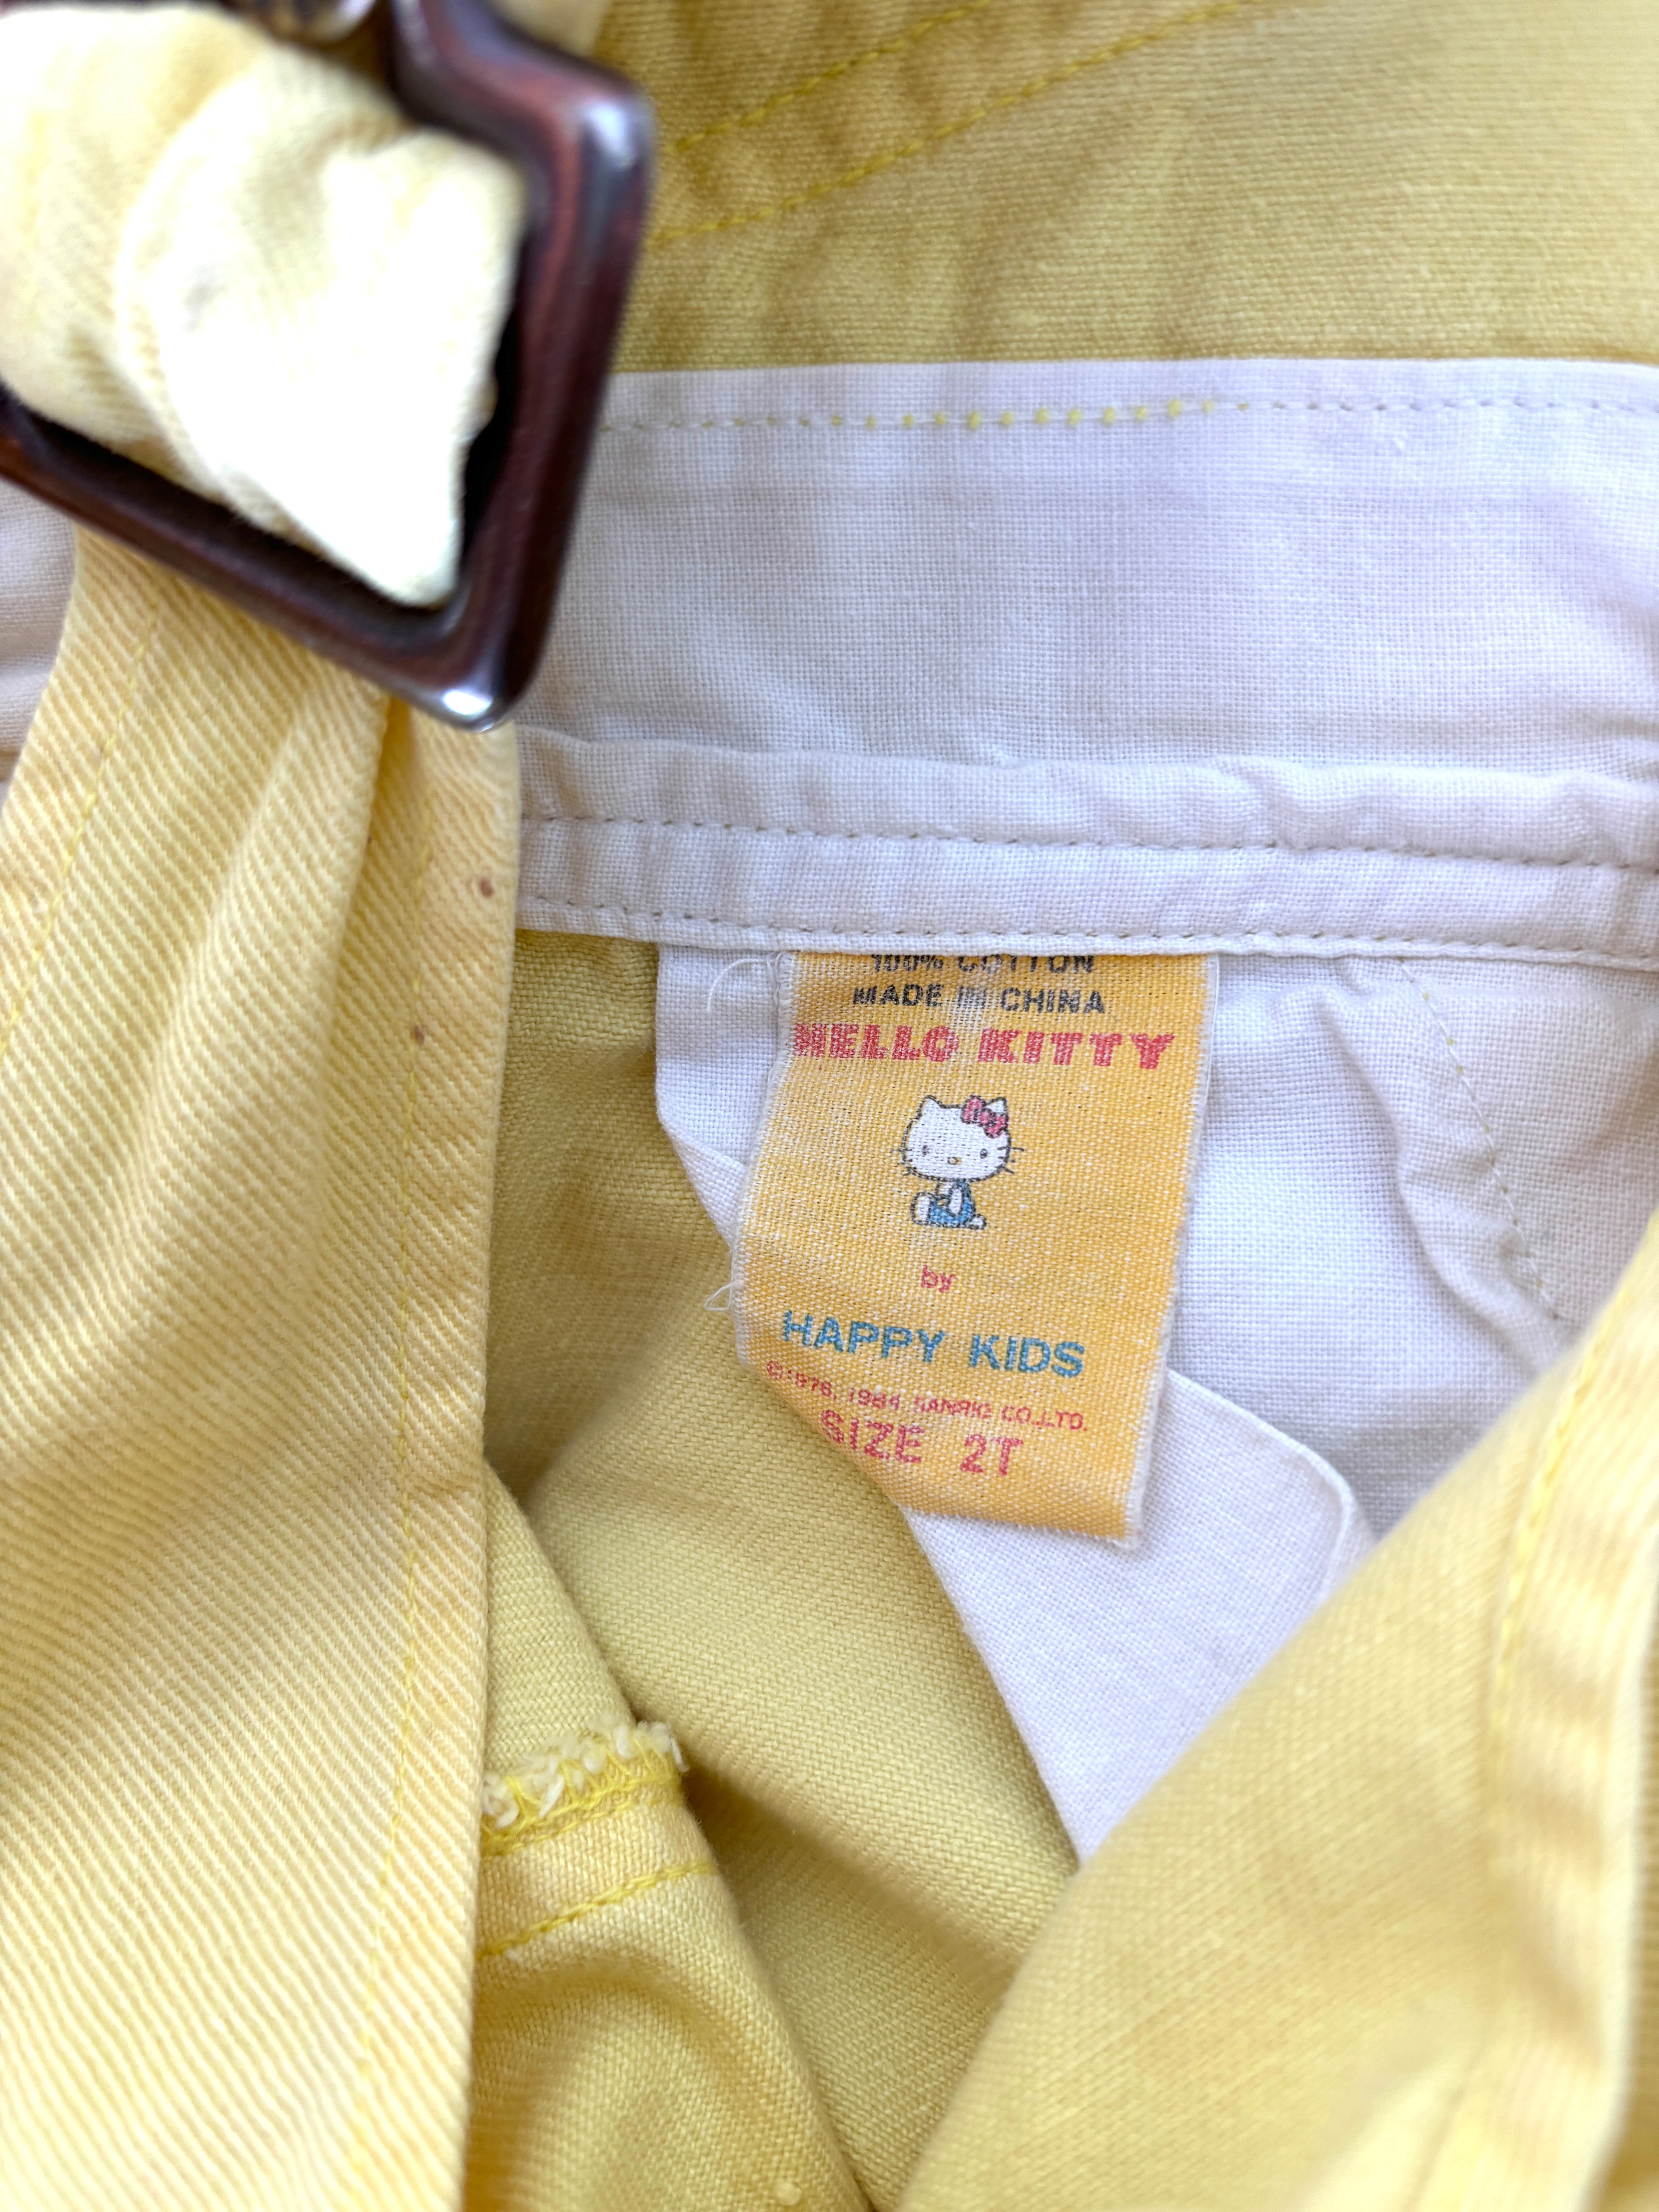 100% COTTON
MADE IN CHINA
HELLO KITTY
by
HAPPY KIDS
©1976, 1984 SANRIO CO.,LTD.
SIZE 2T